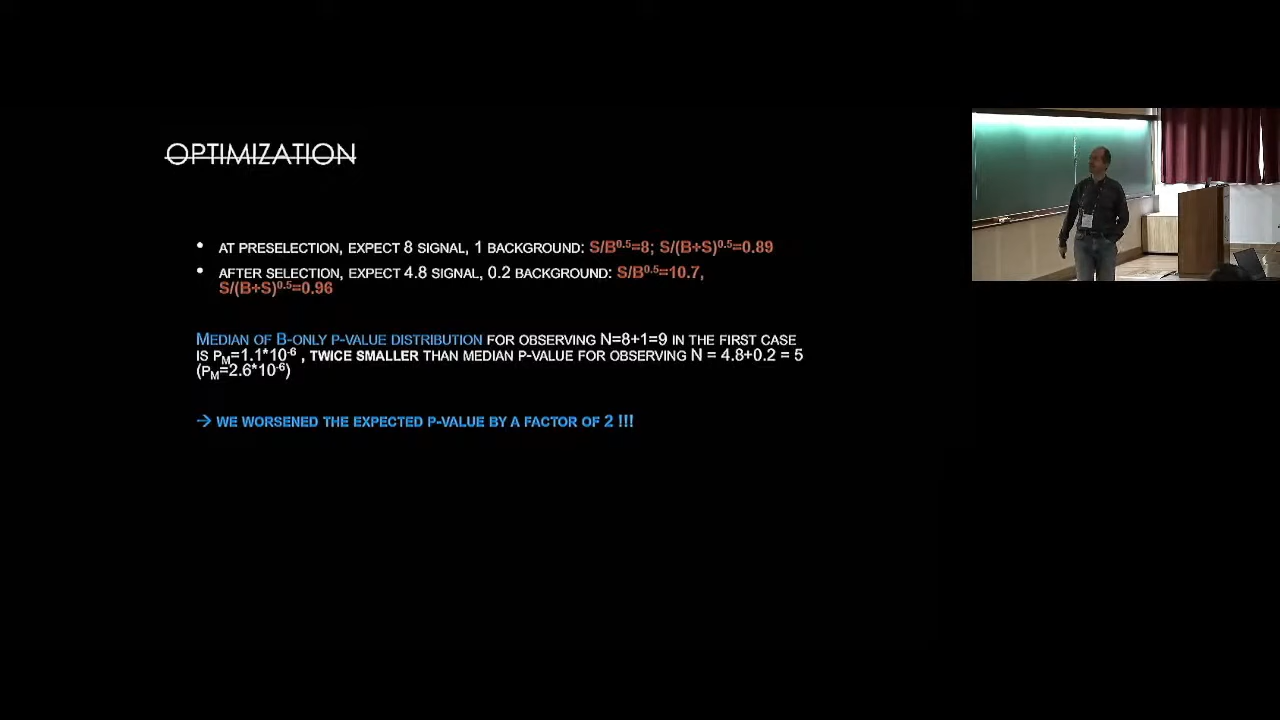 OPTIMIZATION
• AT PRESELECTION, EXPECT 8 SIGNAL, 1 BACKGROUND: S/B^0.5=8; S/(B+S)^0.5=0.89
• AFTER SELECTION, EXPECT 4.8 SIGNAL, 0.2 BACKGROUND: S/B^0.5=10.7,
S/(B+S)^0.5=0.96
MEDIAN OF B-ONLY P-VALUE DISTRIBUTION FOR OBSERVING N=8+1=9 IN THE FIRST CASE
IS P_M=1.1*10^-6 , TWICE SMALLER THAN MEDIAN P-VALUE FOR OBSERVING N = 4.8+0.2 = 5
(P_M=2.6*10^-6)
→ WE WORSENED THE EXPECTED P-VALUE BY A FACTOR OF 2 !!!